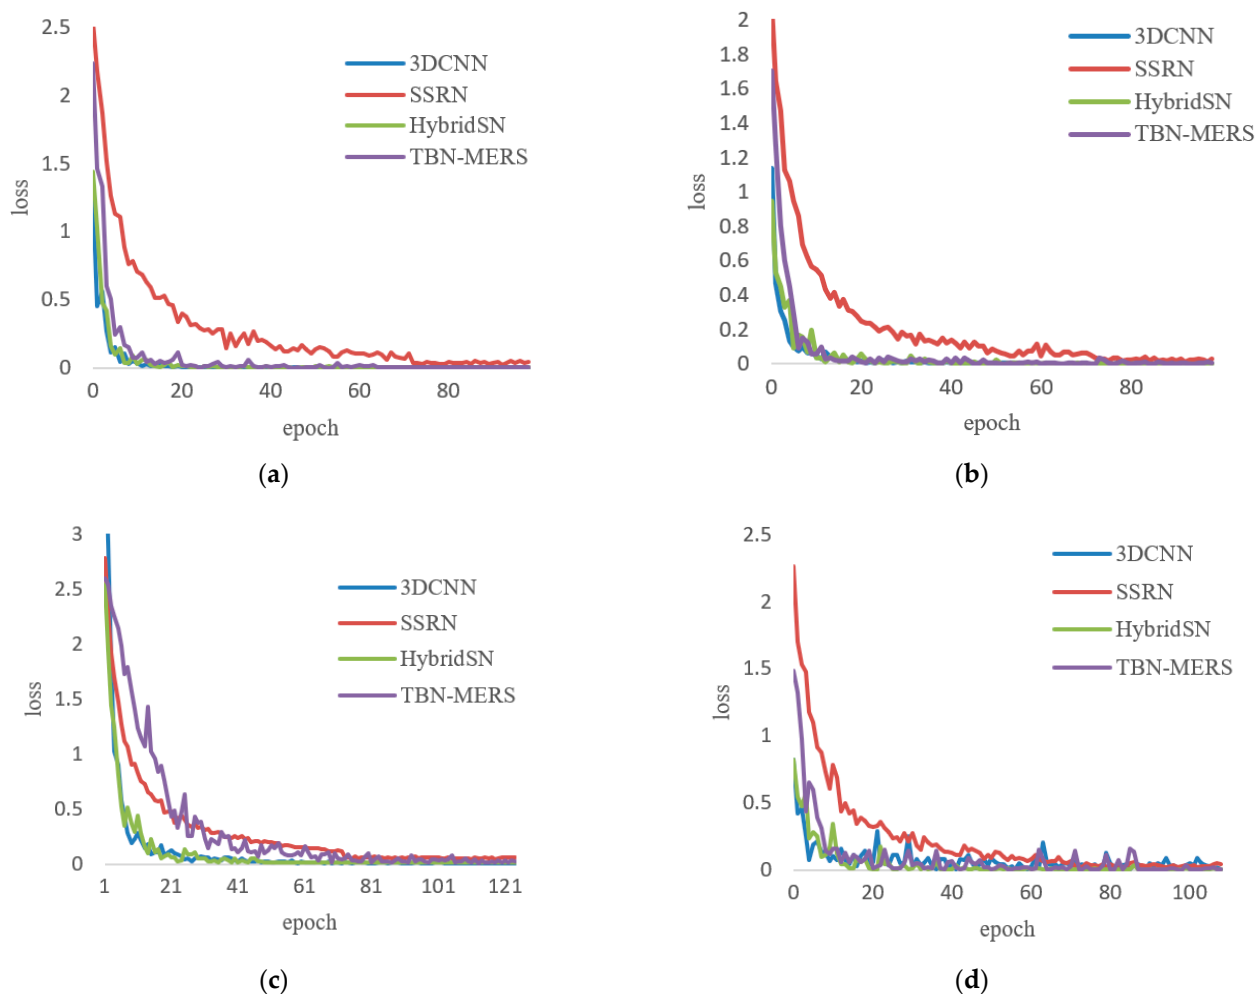 2.5
2
1.5
1
0.5
0
loss
0 20 40 60 80
epoch
3DCNN
SSRN
HybridSN
TBN-MERS
(a)
2
1.8
1.6
1.4
1.2
1
0.8
0.6
0.4
0.2
0
loss
0 20 40 60 80
epoch
3DCNN
SSRN
HybridSN
TBN-MERS
(b)
3
2.5
2
1.5
1
0.5
0
loss
1 21 41 61 81 101 121
epoch
3DCNN
SSRN
HybridSN
TBN-MERS
(c)
2.5
2
1.5
1
0.5
0
loss
0 20 40 60 80 100
epoch
3DCNN
SSRN
HybridSN
TBN-MERS
(d)